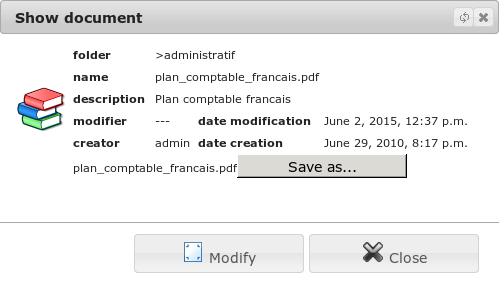 Show document
folder >administratif
name plan_comptable_francais.pdf
description Plan comptable francais
modifier --- date modification June 2, 2015, 12:37 p.m.
creator admin date creation June 29, 2010, 8:17 p.m.
plan_comptable_francais.pdf Save as...
Modify Close